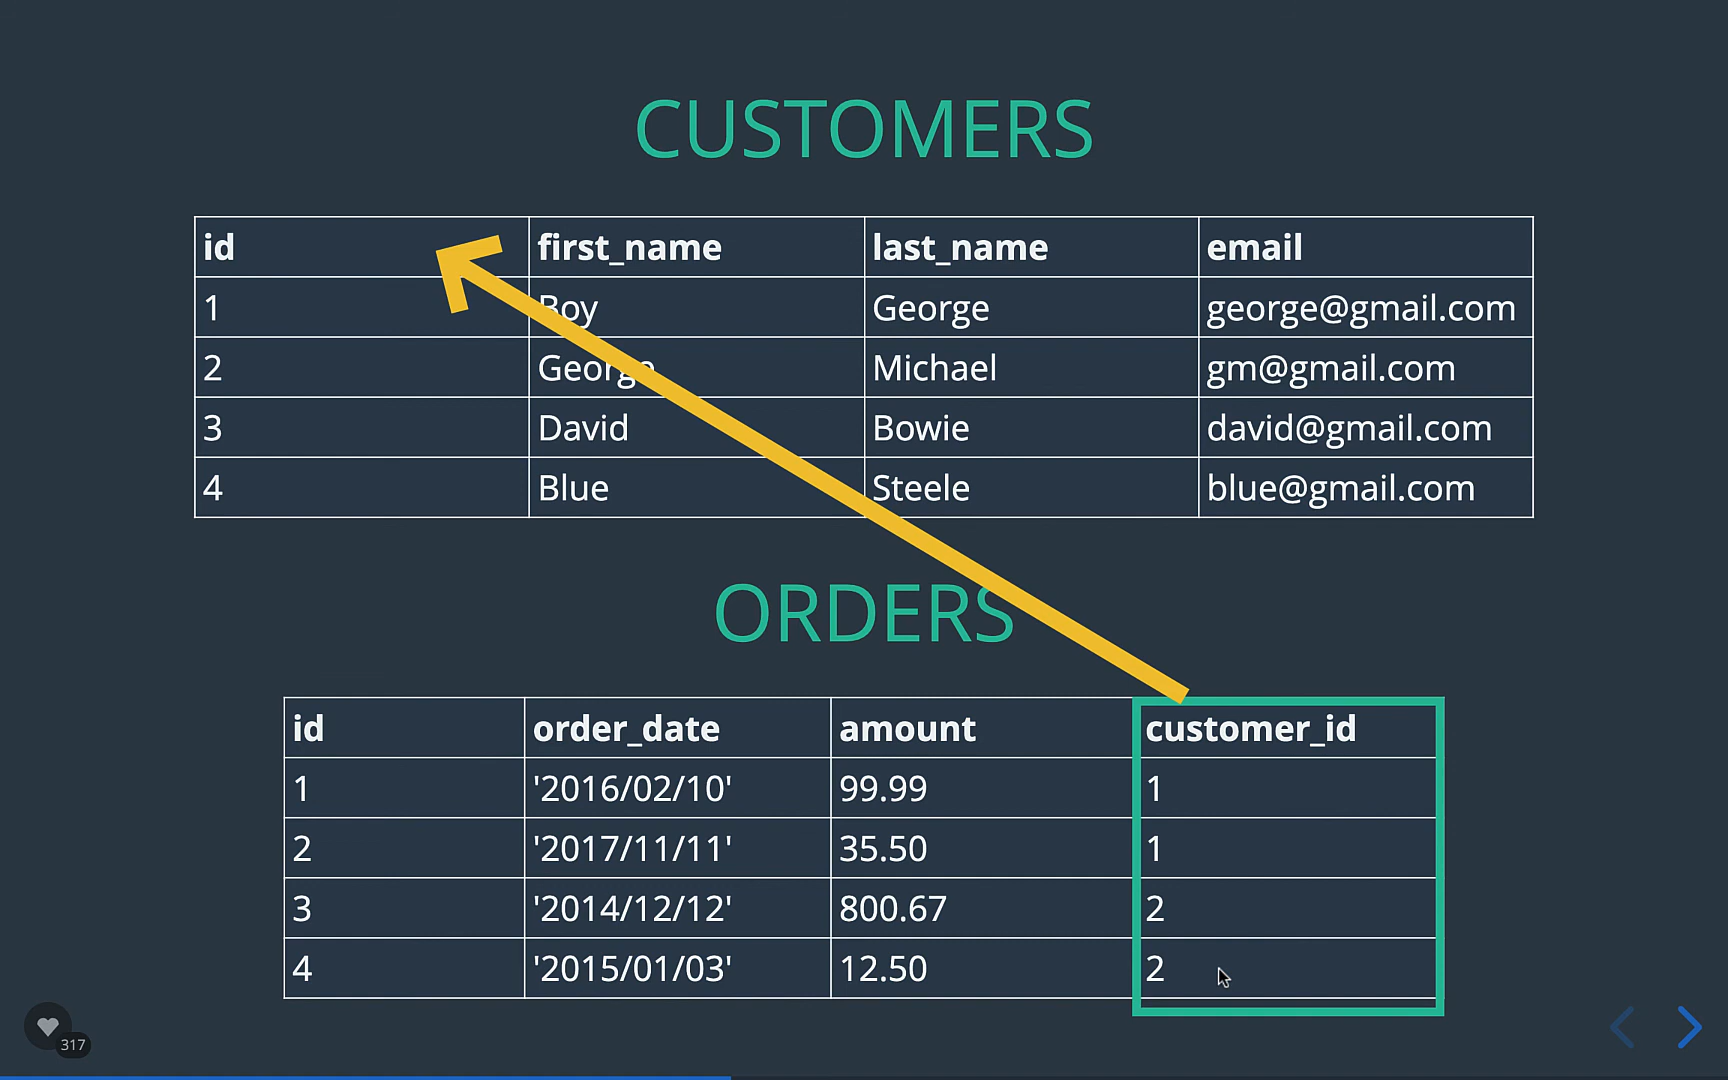 CUSTOMERS
id first_name last_name email
1 Boy George george@gmail.com
2 George Michael gm@gmail.com
3 David Bowie david@gmail.com
4 Blue Steele blue@gmail.com
ORDERS
id order_date amount customer_id
1 '2016/02/10' 99.99 1
2 '2017/11/11' 35.50 1
3 '2014/12/12' 800.67 2
4 '2015/01/03' 12.50 2
317